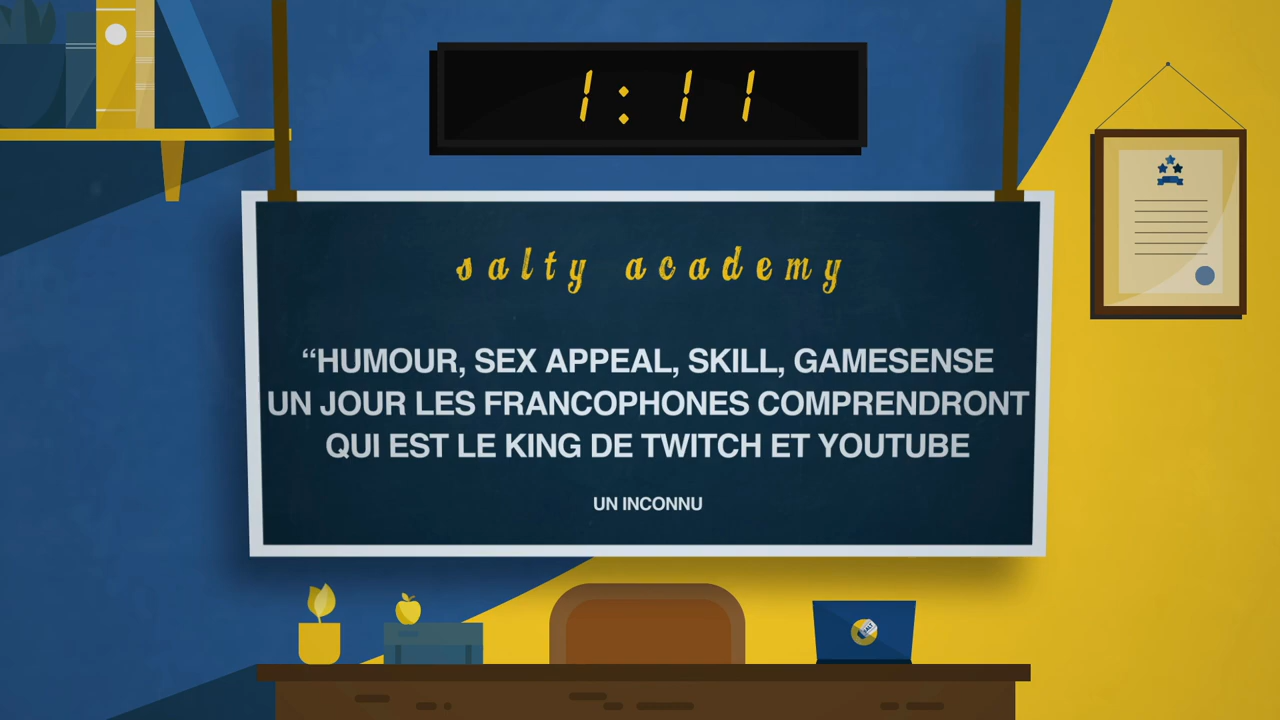 1:11
salty academy
“HUMOUR, SEX APPEAL, SKILL, GAMESENSE
UN JOUR LES FRANCOPHONES COMPRENDRONT
QUI EST LE KING DE TWITCH ET YOUTUBE
UN INCONNU